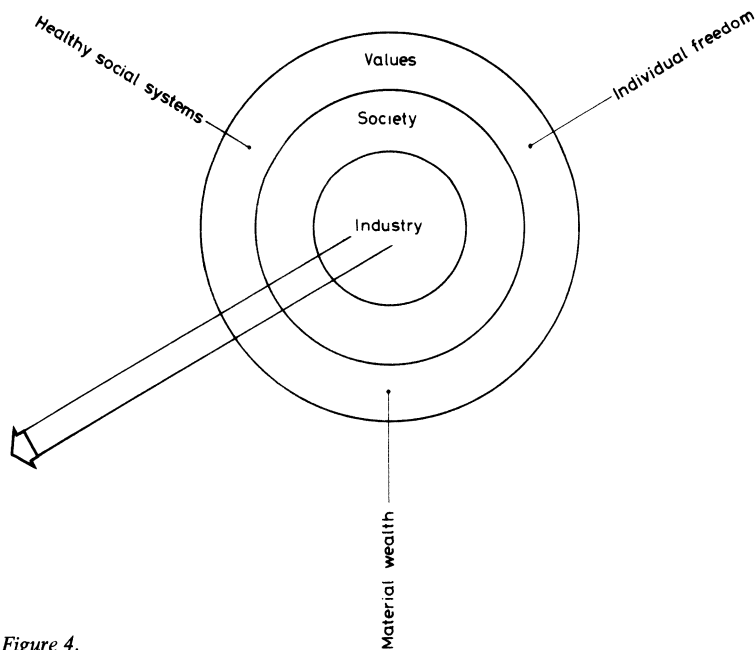 Healthy social systems
Individual freedom
Values
Society
Industry
Material wealth
Figure 4.